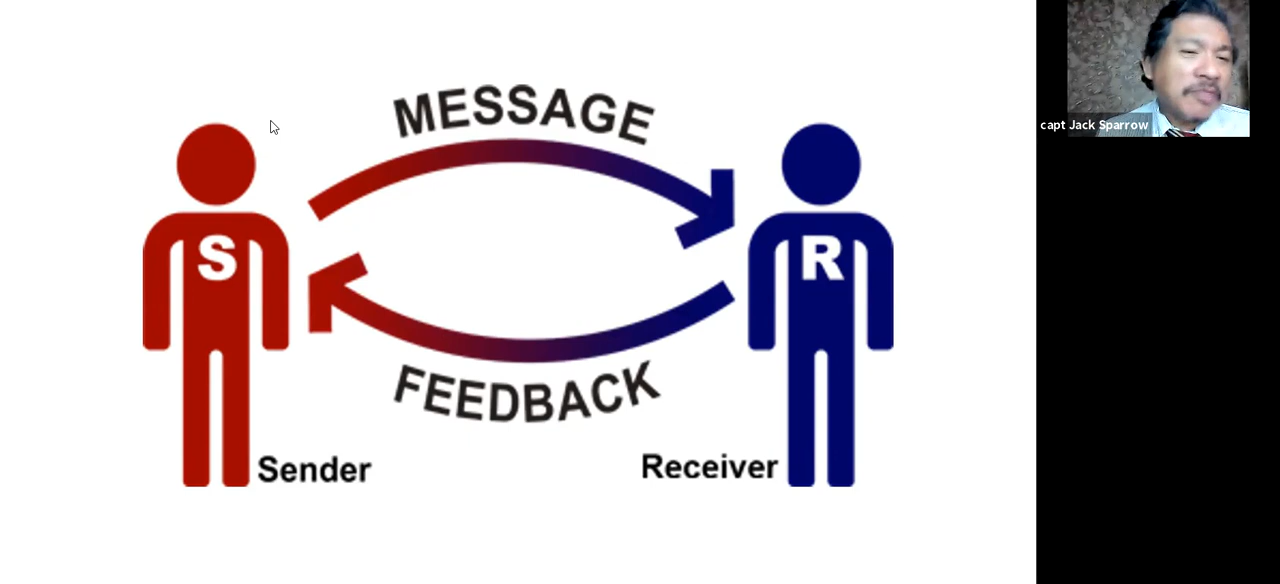 MESSAGE
capt Jack Sparrow
S
R
FEEDBACK
Sender
Receiver